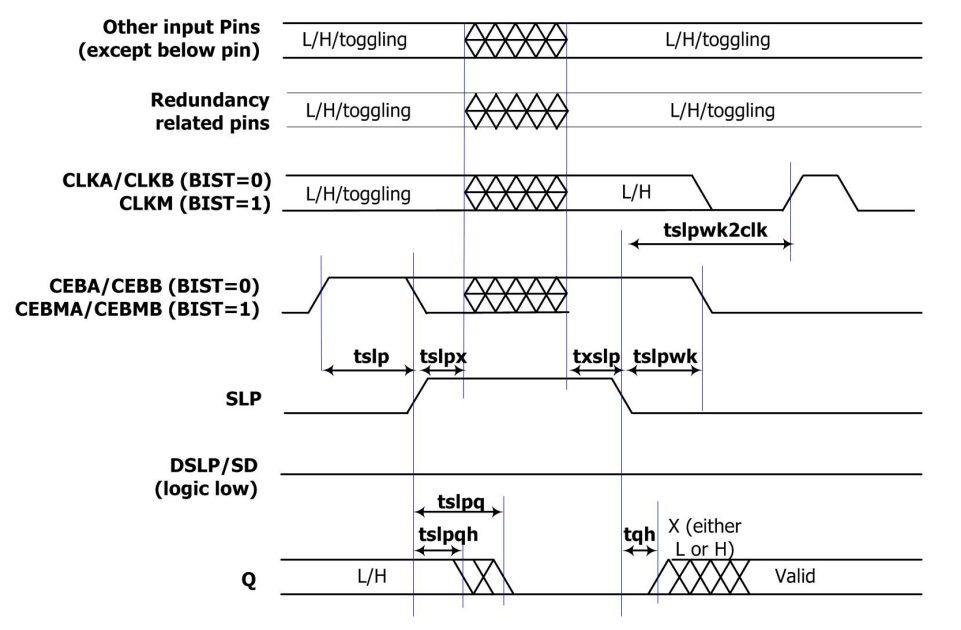 Other input Pins
(except below pin)
L/H/toggling
L/H/toggling
Redundancy
related pins
L/H/toggling
L/H/toggling
CLKA/CLKB (BIST=0)
CLKM (BIST=1)
L/H/toggling
L/H
tslpwk2clk
CEBA/CEBB (BIST=0)
CEBMA/CEBMB (BIST=1)
tslp
tslpx
txslp
tslpwk
SLP
DSLP/SD
(logic low)
tslpq
tslpqh
tqh
X (either
L or H)
Q
L/H
Valid